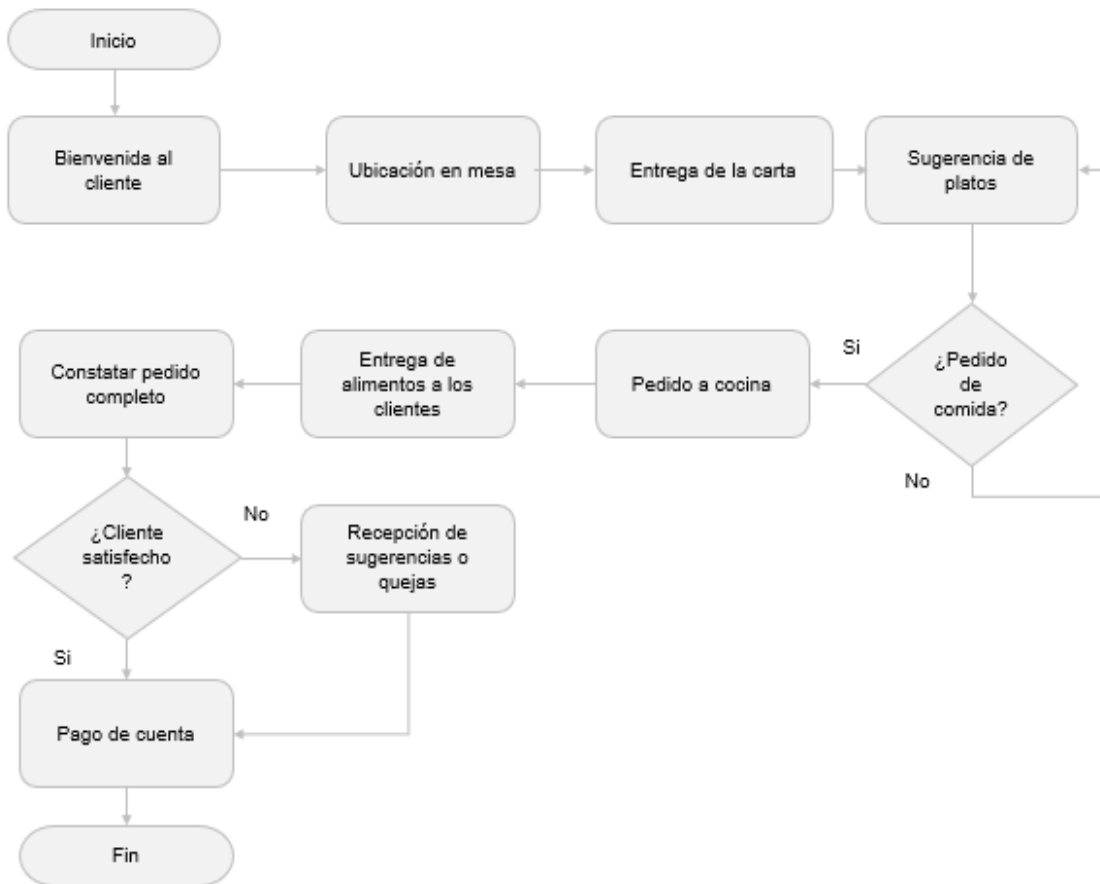 Inicio
Bienvenida al
cliente
Ubicación en mesa
Entrega de la carta
Sugerencia de
platos
¿Pedido
de
comida?
Si
No
Pedido a cocina
Entrega de
alimentos a los
clientes
Constatar pedido
completo
¿Cliente
satisfecho
?
No
Recepción de
sugerencias o
quejas
Si
Pago de cuenta
Fin